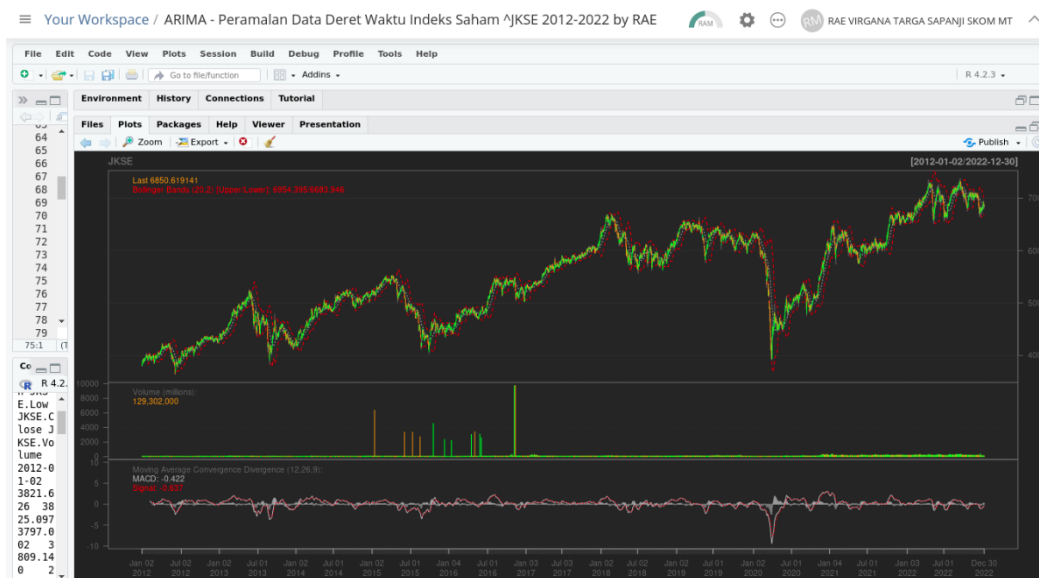 Your Workspace / ARIMA - Peramalan Data Deret Waktu Indeks Saham ^JKSE 2012-2022 by RAE
RAM
RM
RAE VIRGANA TARGA SAPANJI SKOM MT
File Edit Code View Plots Session Build Debug Profile Tools Help
Go to file/function
Addins
R 4.2.3
Environment History Connections Tutorial
Files Plots Packages Help Viewer Presentation
Zoom Export Publish
64
65
66
67
68
69
70
71
72
73
74
75
76
77
78
79
75:1 (T
JKSE [2012-01-02/2022-12-30]
Last 6850.619141
Bollinger Bands (20,2) [Upper/Lower]:
6000
Volume (millions):
129,302,000
10000
8000
6000
4000
2000
0
Moving Average Convergence Divergence (12,26,9):
MACD: -0.422
10
5
0
-5
-10
Jan 02 2012
Jul 02 2012
Jan 02 2013
Jul 01 2013
Jan 02 2014
Jul 01 2014
Jan 02 2015
Jul 01 2015
Jan 04 2016
Jul 01 2016
Jan 03 2017
Jul 03 2017
Jan 02 2018
Jul 02 2018
Jan 02 2019
Jul 01 2019
Jan 02 2020
Jul 01 2020
Jan 04 2021
Jul 01 2021
Jan 03 2022
Jul 01 2022
Dec 30 2022
Co
R 4.2.
E.Low
JKSE.C
lose J
KSE.Vo
lume
2012-0
1-02
3821.6
26 38
25.097
3797.0
02 3
809.14
0 2